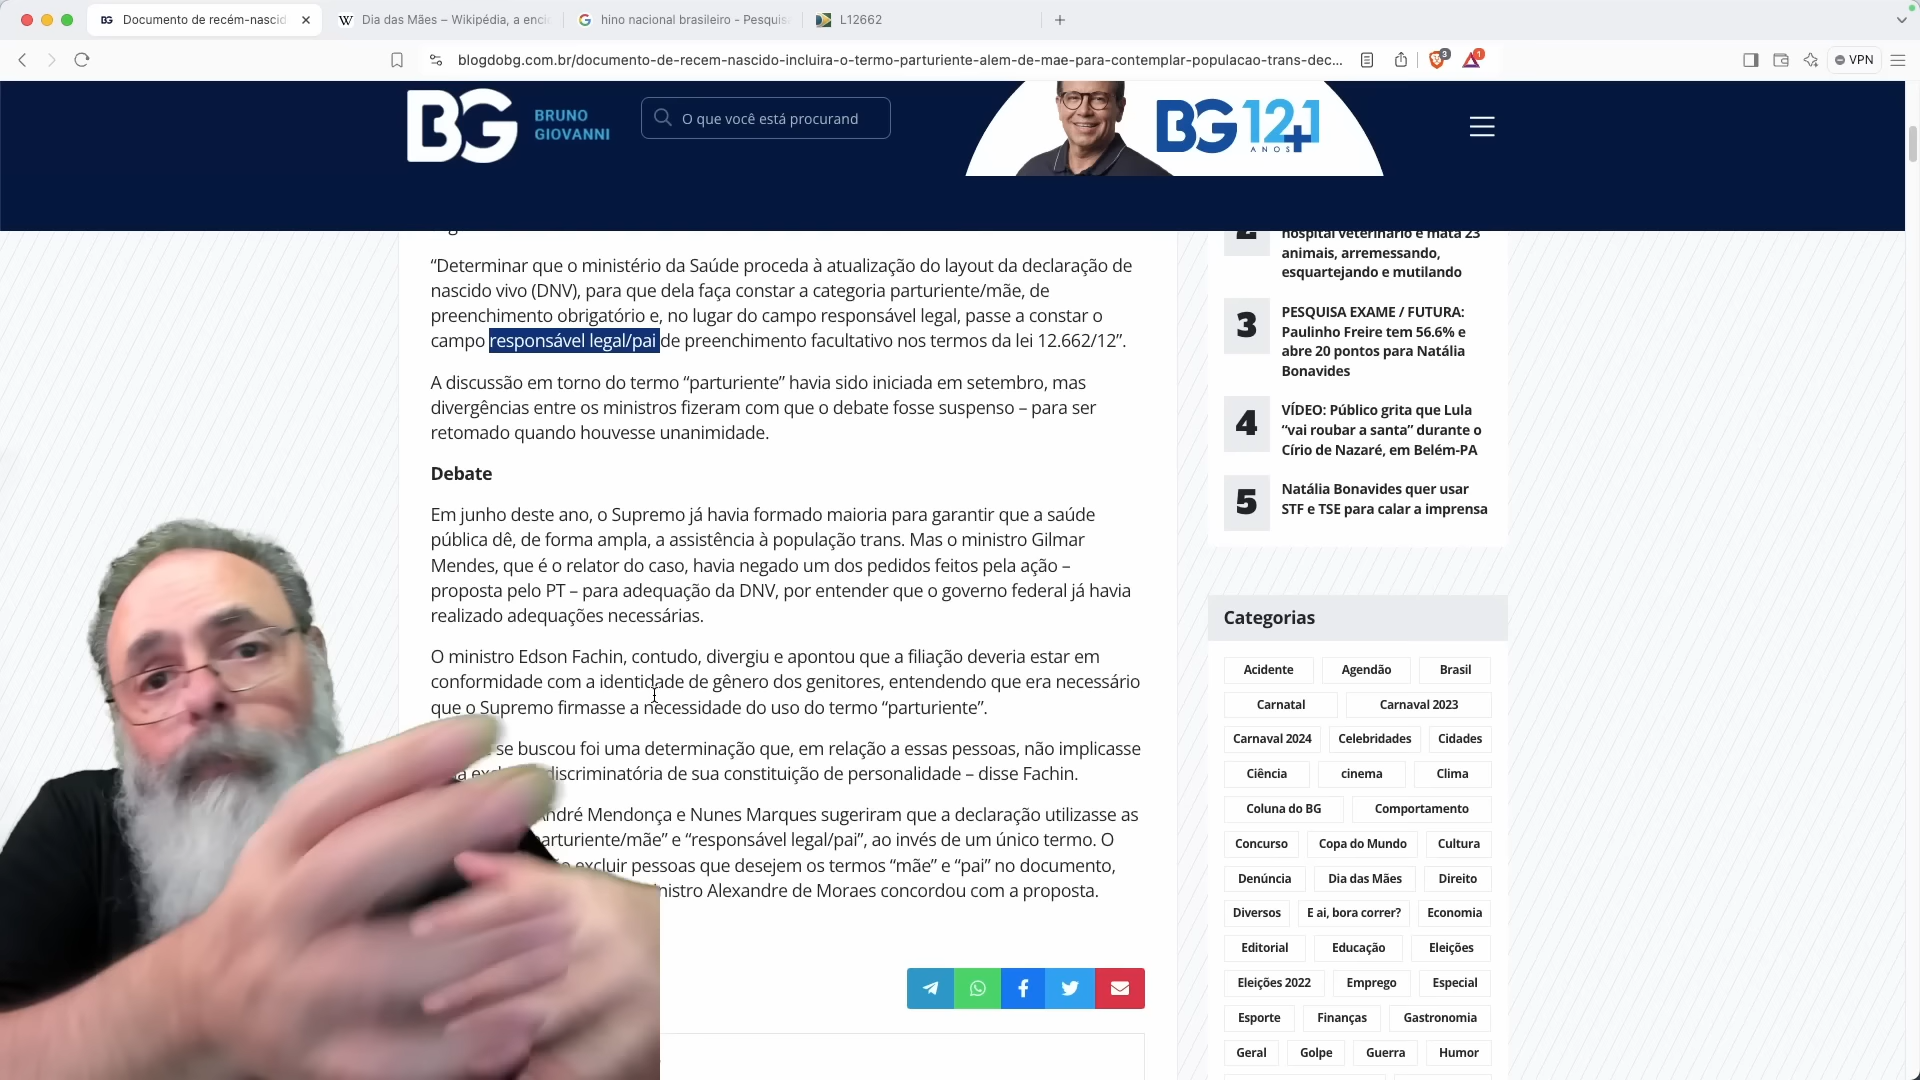 Documento de recém-nascid
Dia das Mães – Wikipédia, a enci
hino nacional brasileiro - Pesquis
L12662
blogdobg.com.br/documento-de-recem-nascido-incluira-o-termo-parturiente-alem-de-mae-para-contemplar-populacao-trans-dec...
3
1
VPN
BG
BRUNO
GIOVANNI
O que você está procurand
BG 12+1
ANOS
“Determinar que o ministério da Saúde proceda à atualização do layout da declaração de
nascido vivo (DNV), para que dela faça constar a categoria parturiente/mãe, de
preenchimento obrigatório e, no lugar do campo responsável legal, passe a constar o
campo responsável legal/pai de preenchimento facultativo nos termos da lei 12.662/12”.
A discussão em torno do termo “parturiente” havia sido iniciada em setembro, mas
divergências entre os ministros fizeram com que o debate fosse suspenso – para ser
retomado quando houvesse unanimidade.
Debate
Em junho deste ano, o Supremo já havia formado maioria para garantir que a saúde
pública dê, de forma ampla, a assistência à população trans. Mas o ministro Gilmar
Mendes, que é o relator do caso, havia negado um dos pedidos feitos pela ação –
proposta pelo PT – para adequação da DNV, por entender que o governo federal já havia
realizado adequações necessárias.
O ministro Edson Fachin, contudo, divergiu e apontou que a filiação deveria estar em
conformidade com a identidade de gênero dos genitores, entendendo que era necessário
que o Supremo firmasse a necessidade do uso do termo “parturiente”.
se buscou foi uma determinação que, em relação a essas pessoas, não implicasse
discriminatória de sua constituição de personalidade – disse Fachin.
André Mendonça e Nunes Marques sugeriram que a declaração utilizasse as
parturiente/mãe” e “responsável legal/pai”, ao invés de um único termo. O
excluir pessoas que desejem os termos “mãe” e “pai” no documento,
ministro Alexandre de Moraes concordou com a proposta.
2
hospital veterinário e mata 23
animais, arremessando,
esquartejando e mutilando
3
PESQUISA EXAME / FUTURA:
Paulinho Freire tem 56.6% e
abre 20 pontos para Natália
Bonavides
4
VÍDEO: Público grita que Lula
“vai roubar a santa” durante o
Círio de Nazaré, em Belém-PA
5
Natália Bonavides quer usar
STF e TSE para calar a imprensa
Categorias
Acidente Agendão Brasil
Carnatal Carnaval 2023
Carnaval 2024 Celebridades Cidades
Ciência cinema Clima
Coluna do BG Comportamento
Concurso Copa do Mundo Cultura
Denúncia Dia das Mães Direito
Diversos E aí, bora correr? Economia
Editorial Educação Eleições
Eleições 2022 Emprego Especial
Esporte Finanças Gastronomia
Geral Golpe Guerra Humor